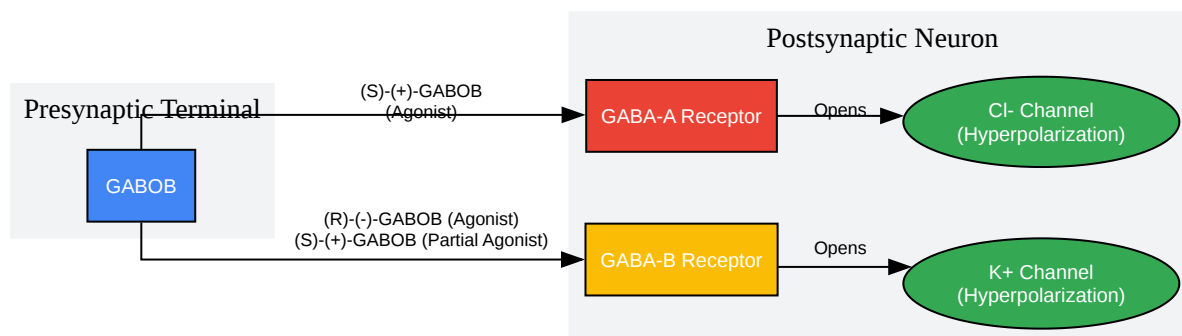 Postsynaptic Neuron
Presynaptic Terminal
(S)-(+)-GABOB
(Agonist)
GABA-A Receptor
Opens
Cl- Channel
(Hyperpolarization)
GABOB
(R)-(-)-GABOB (Agonist)
(S)-(+)-GABOB (Partial Agonist)
GABA-B Receptor
Opens
K+ Channel
(Hyperpolarization)